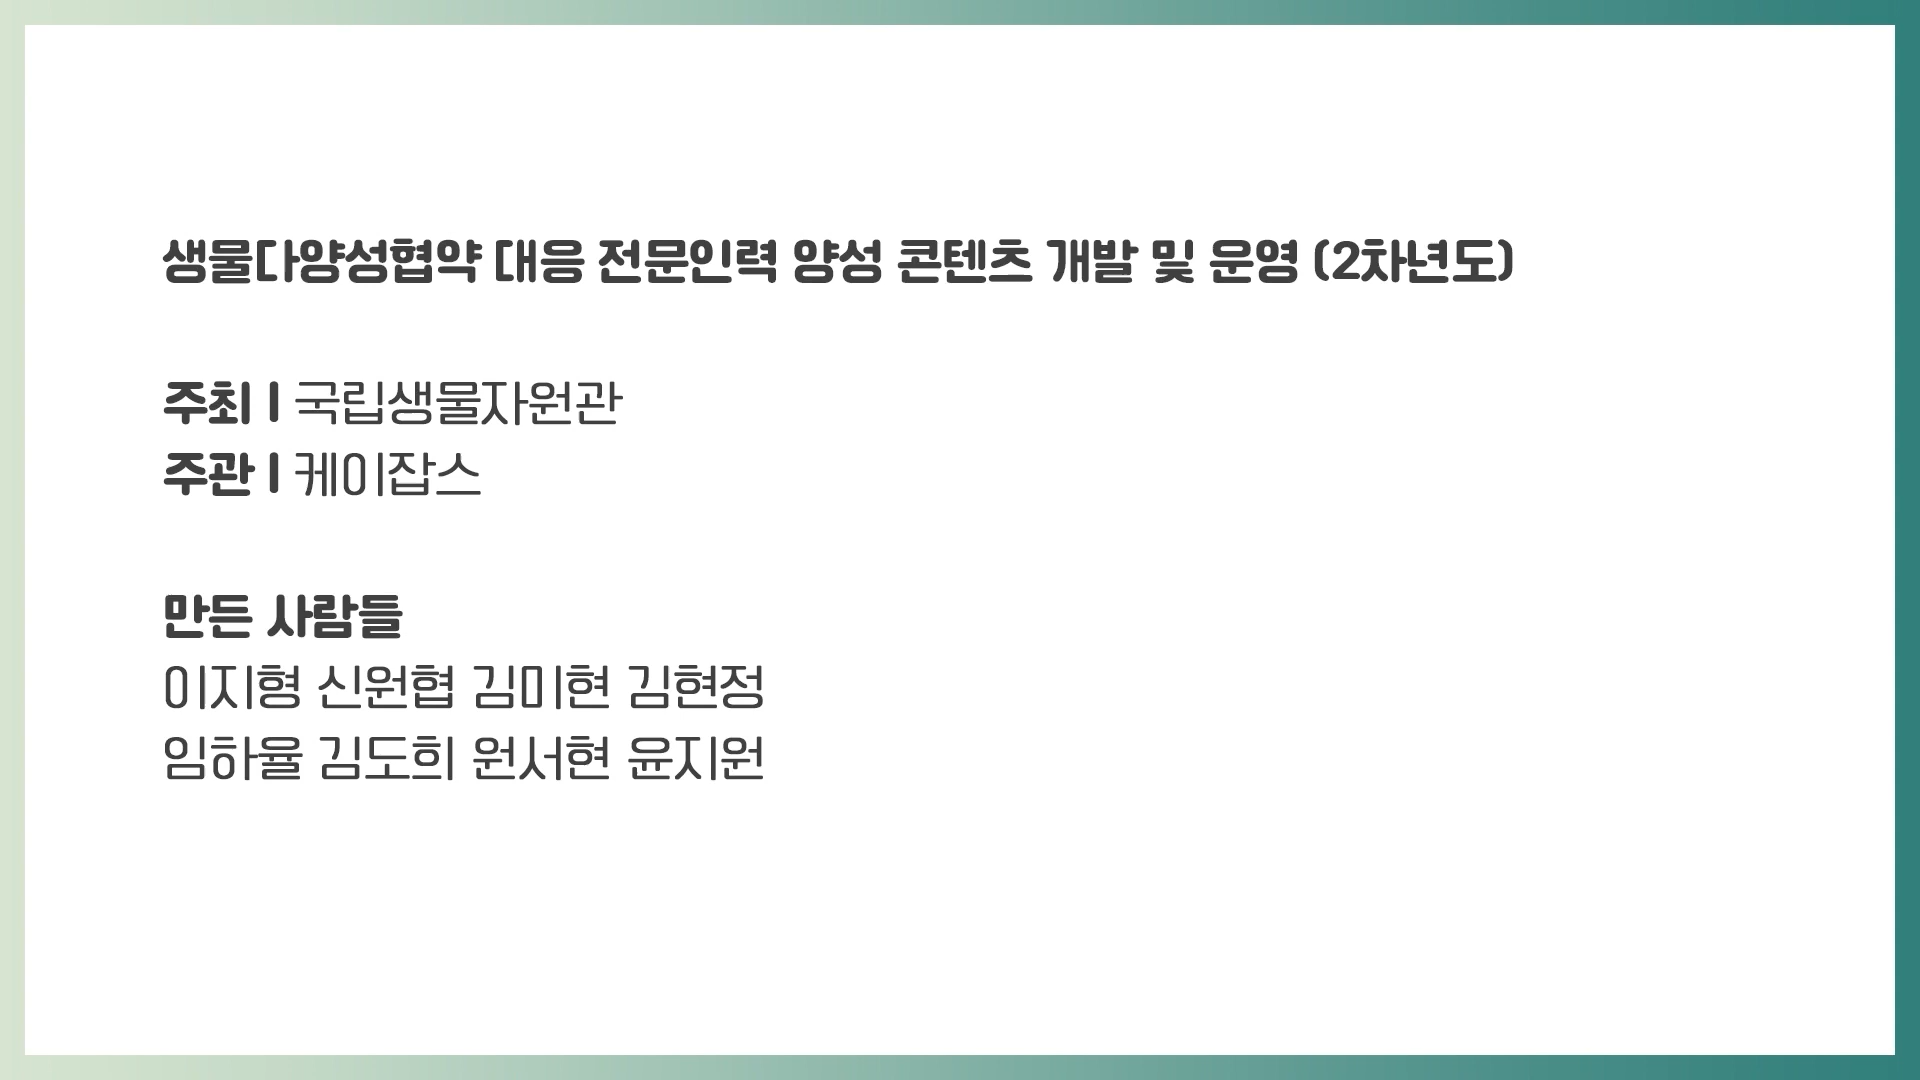 생물다양성협약 대응 전문인력 양성 콘텐츠 개발 및 운영 (2차년도)
주최 | 국립생물자원관
주관 | 케이잡스
만든 사람들
이지형 신원협 김미현 김현정
임하율 김도희 원서현 윤지원